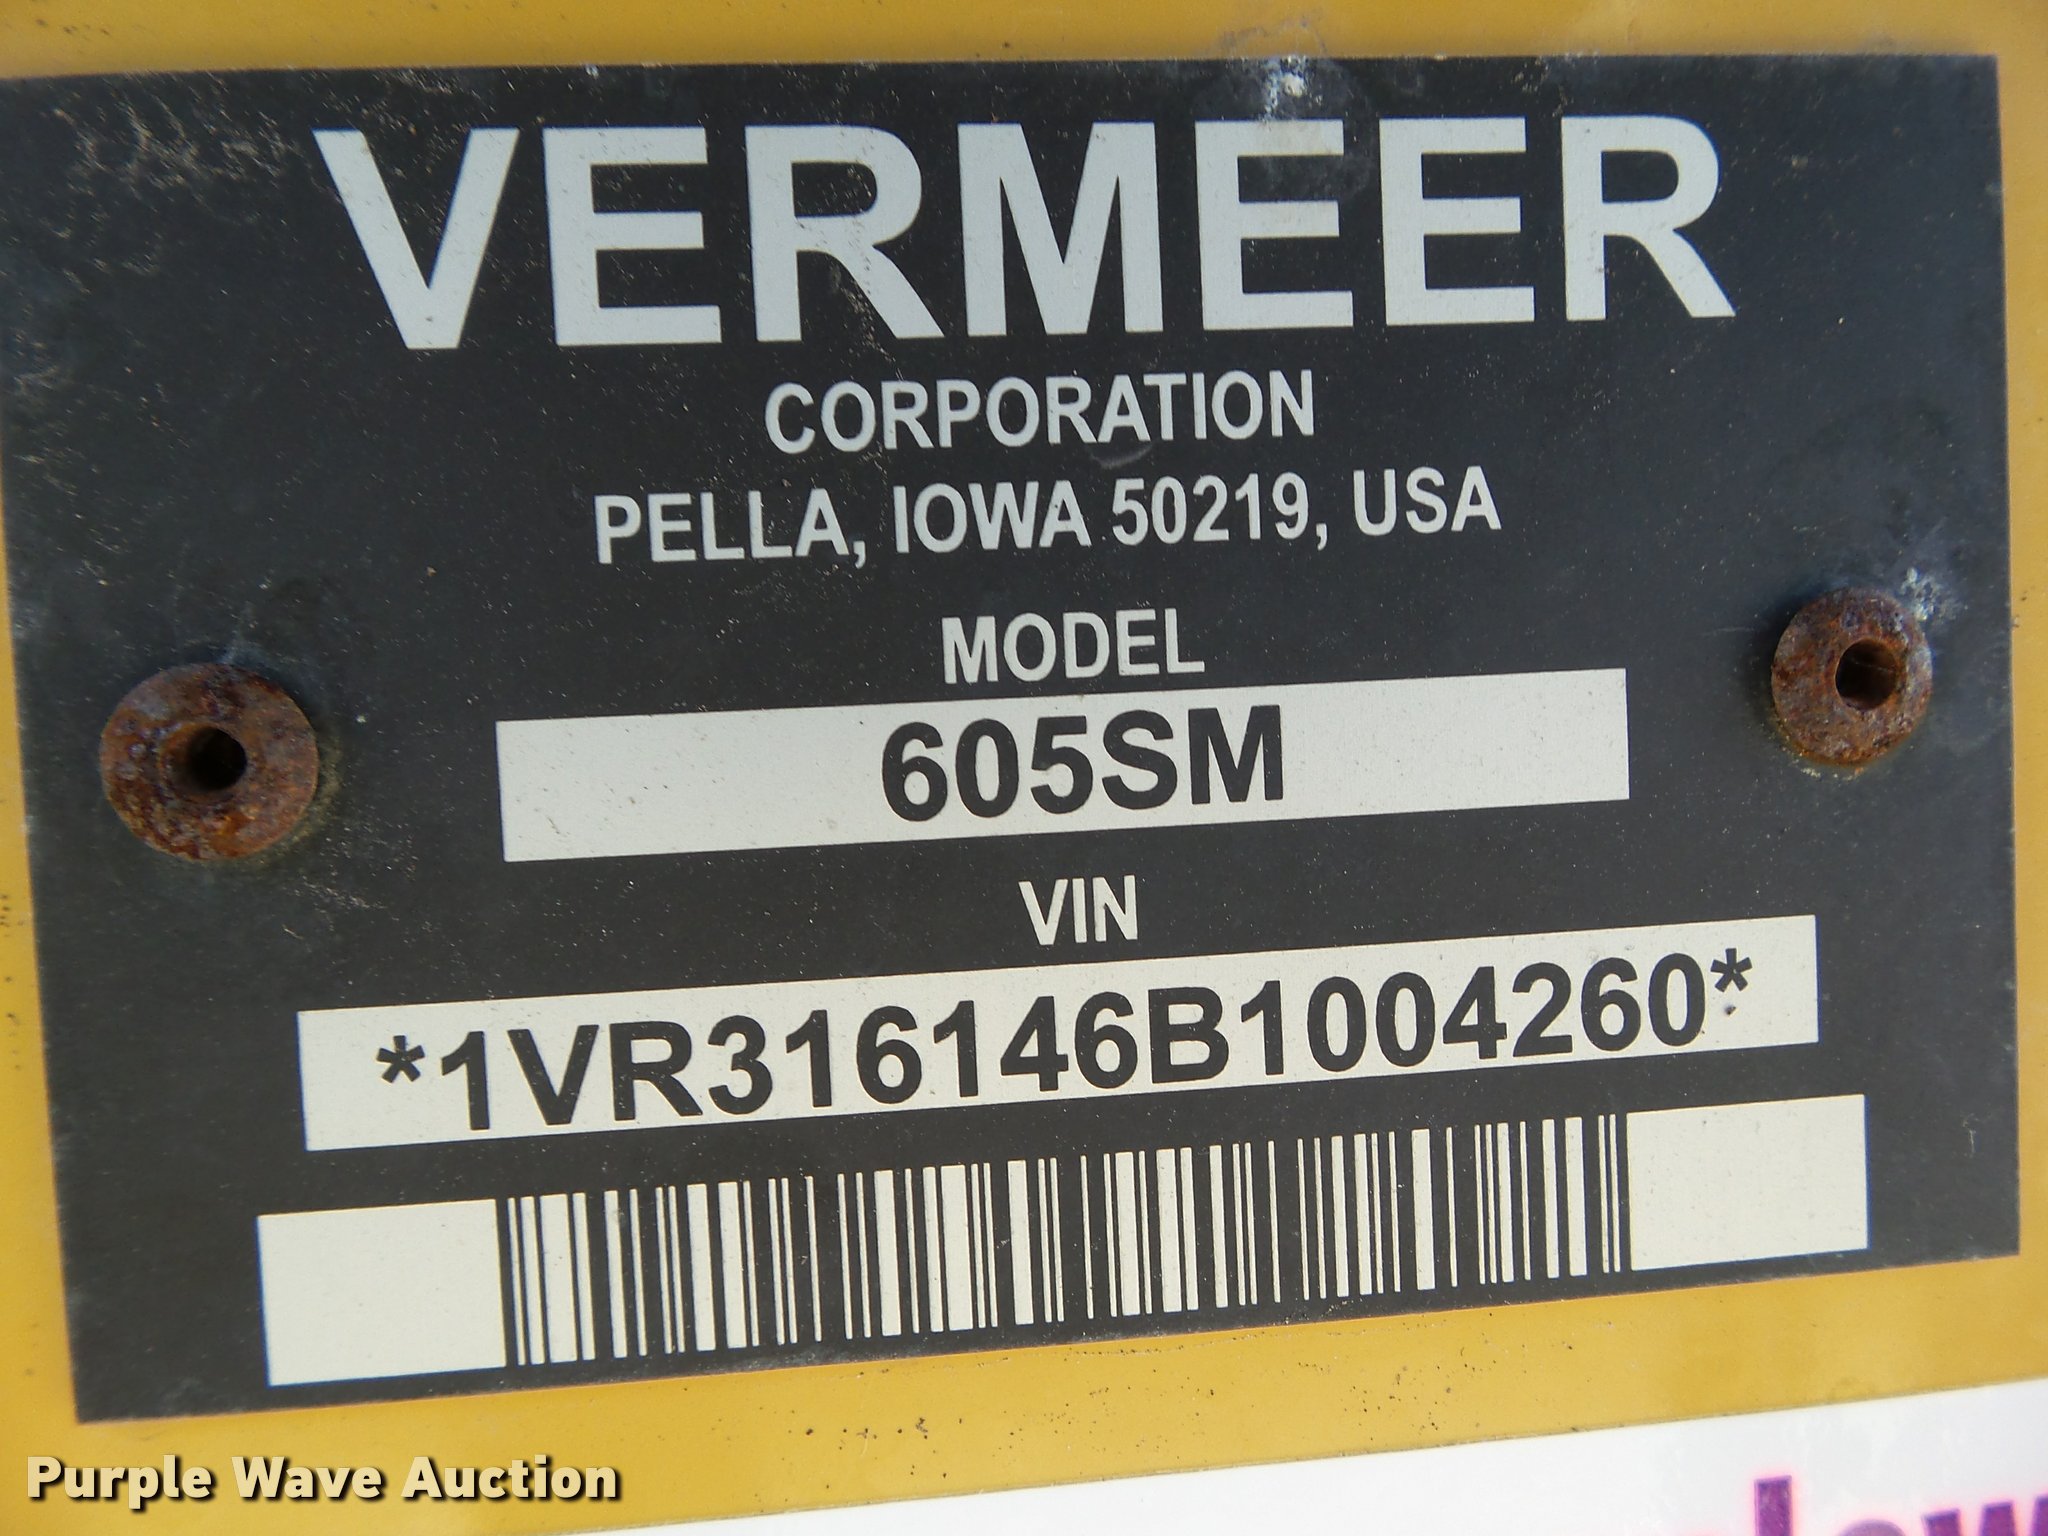 VERMEER
CORPORATION
PELLA, IOWA 50219, USA
MODEL
605SM
VIN
*1VR316146B1004260*
Purple Wave Auction